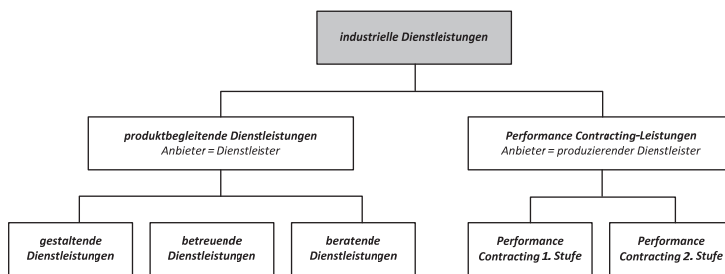 industrielle Dienstleistungen
produktbegleitende Dienstleistungen
Anbieter = Dienstleister
Performance Contracting-Leistungen
Anbieter = produzierender Dienstleister
gestaltende
Dienstleistungen
betreuende
Dienstleistungen
beratende
Dienstleistungen
Performance
Contracting 1. Stufe
Performance
Contracting 2. Stufe